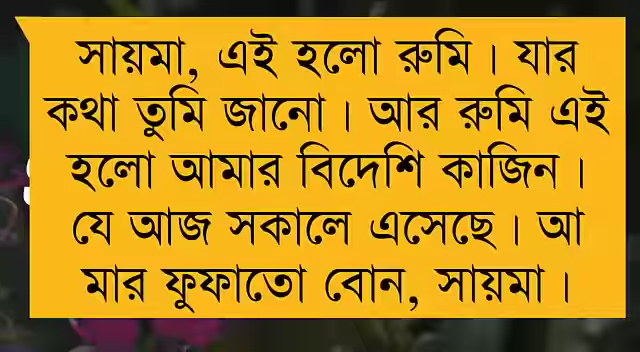 সায়মা, এই হলো রুমি। যার
কথা তুমি জানো। আর রুমি এই
হলো আমার বিদেশি কাজিন।
যে আজ সকালে এসেছে। আ
মার ফুফাতো বোন, সায়মা।